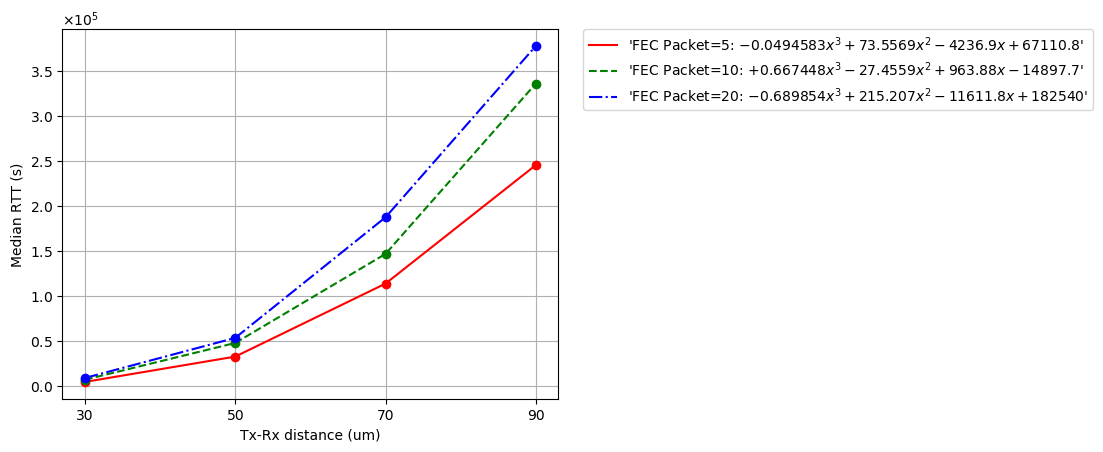 ×10⁵
3.5
3.0
2.5
2.0
1.5
1.0
0.5
0.0
Median RTT (s)
30 50 70 90
Tx-Rx distance (um)
'FEC Packet=5: −0.0494583x³ + 73.5569x² − 4236.9x + 67110.8'
'FEC Packet=10: +0.667448x³ − 27.4559x² + 963.88x − 14897.7'
'FEC Packet=20: −0.689854x³ + 215.207x² − 11611.8x + 182540'